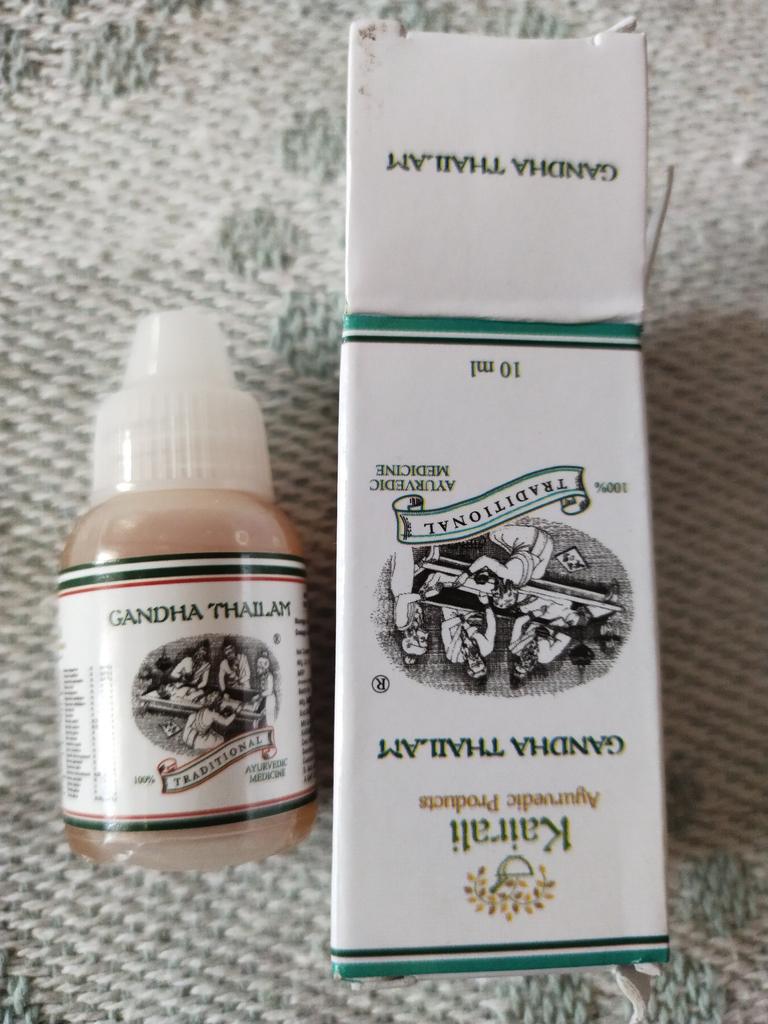 GANDHA THAILAM
®
100% TRADITIONAL AYURVEDIC
MEDICINE
Kairali
Ayurvedic Products
GANDHA THAILAM
®
100% TRADITIONAL AYURVEDIC
MEDICINE
10 ml
GANDHA THAILAM